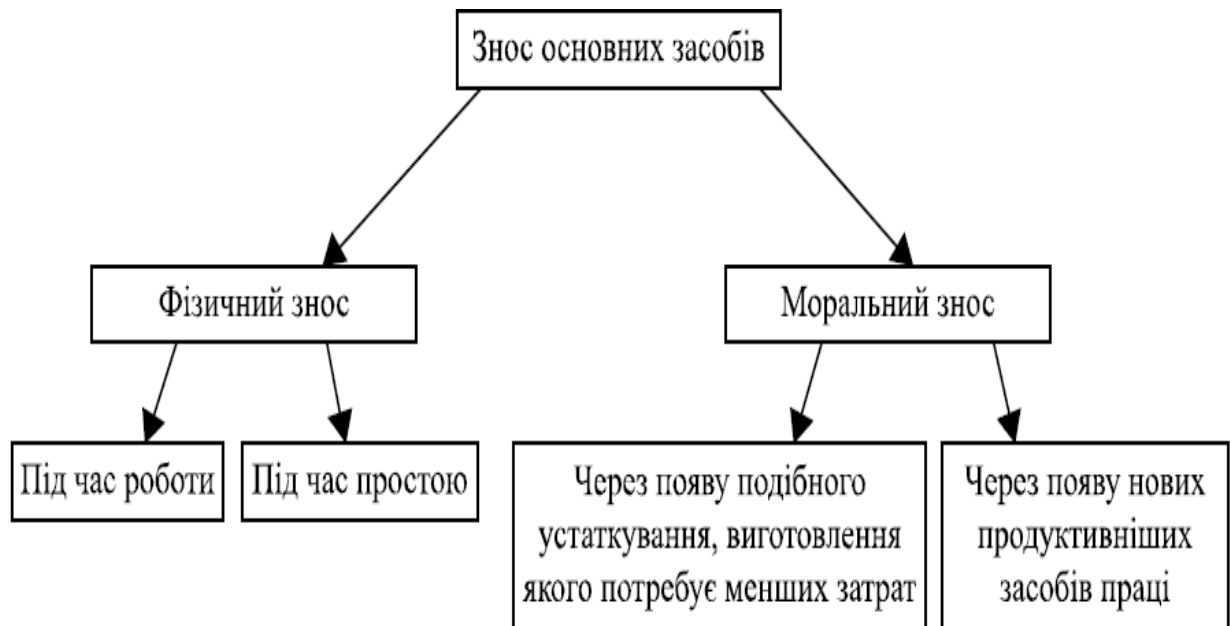 Знос основних засобів
Фізичний знос
Моральний знос
Під час роботи
Під час простою
Через появу подібного
устаткування, виготовлення
якого потребує менших затрат
Через появу нових
продуктивніших
засобів праці